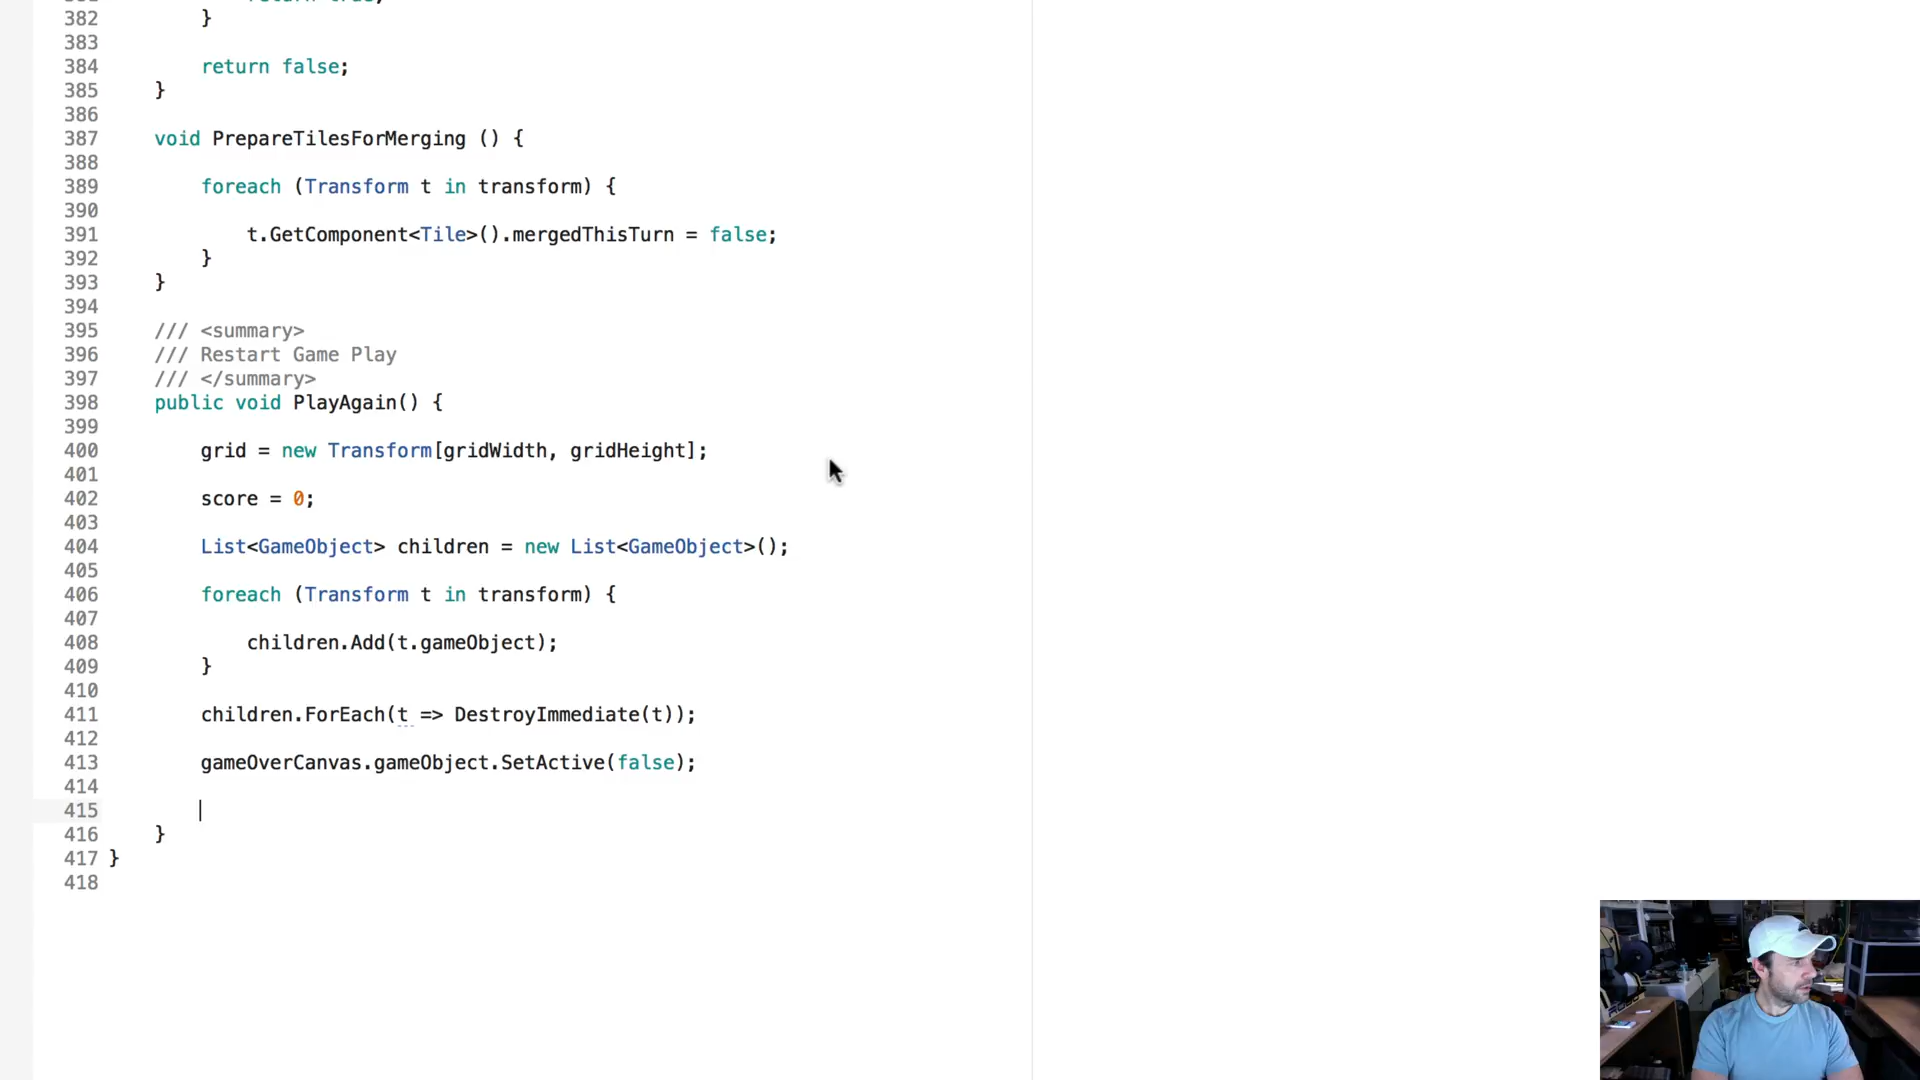 382 }
383
384 return false;
385 }
386
387 void PrepareTilesForMerging () {
388
389 foreach (Transform t in transform) {
390
391 t.GetComponent<Tile>().mergedThisTurn = false;
392 }
393 }
394
395 /// <summary>
396 /// Restart Game Play
397 /// </summary>
398 public void PlayAgain() {
399
400 grid = new Transform[gridWidth, gridHeight];
401
402 score = 0;
403
404 List<GameObject> children = new List<GameObject>();
405
406 foreach (Transform t in transform) {
407
408 children.Add(t.gameObject);
409 }
410
411 children.ForEach(t => DestroyImmediate(t));
412
413 gameOverCanvas.gameObject.SetActive(false);
414
415
416 }
417 }
418